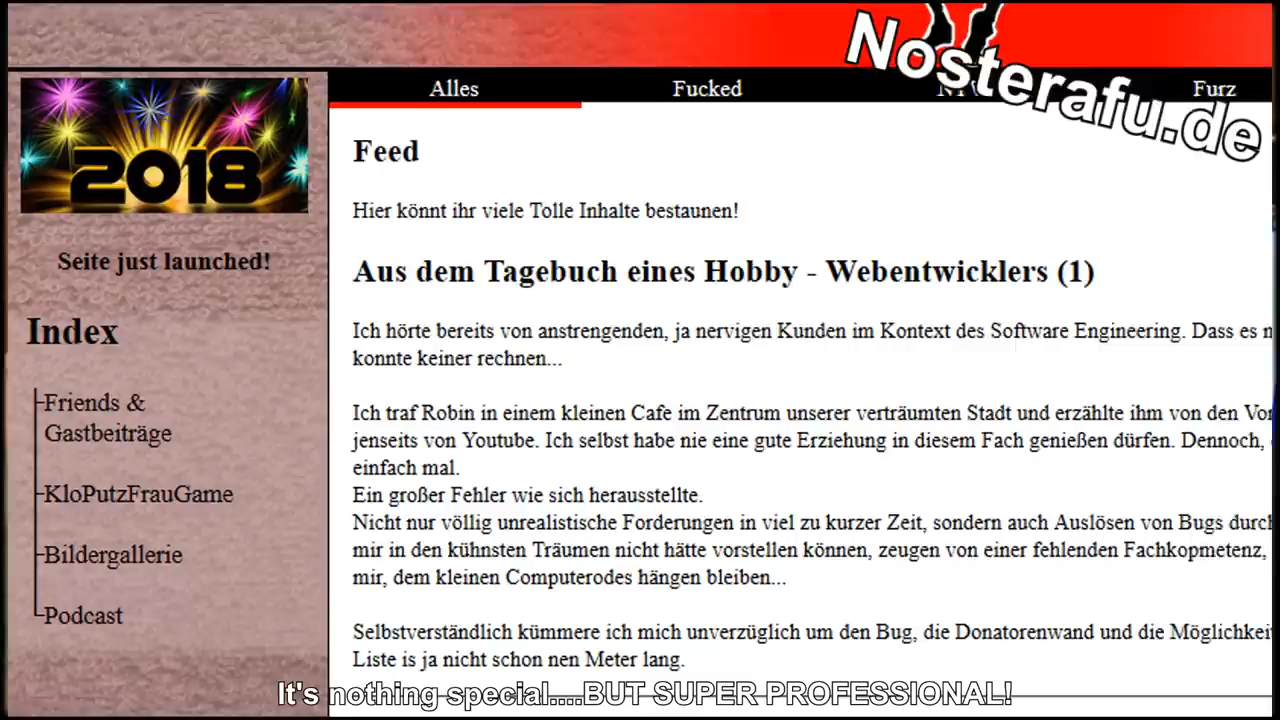 Nosterafu.de
Alles Fucked Furz
2018
Seite just launched!
Index
Friends &
Gastbeiträge
KloPutzFrauGame
Bildergallerie
Podcast
Feed
Hier könnt ihr viele Tolle Inhalte bestaunen!
Aus dem Tagebuch eines Hobby - Webentwicklers (1)
Ich hörte bereits von anstrengenden, ja nervigen Kunden im Kontext des Software Engineering. Dass es
konnte keiner rechnen...
Ich traf Robin in einem kleinen Cafe im Zentrum unserer verträumten Stadt und erzählte ihm von den
jenseits von Youtube. Ich selbst habe nie eine gute Erziehung in diesem Fach genießen dürfen. Dennoch,
einfach mal.
Ein großer Fehler wie sich herausstellte.
Nicht nur völlig unrealistische Forderungen in viel zu kurzer Zeit, sondern auch Auslösen von Bugs durch
mir in den kühnsten Träumen nicht hätte vorstellen können, zeugen von einer fehlenden Fachkopmetenz,
mir, dem kleinen Computerodes hängen bleiben...
Selbstverständlich kümmere ich mich unverzüglich um den Bug, die Donatorenwand und die Möglichkeit
Liste is ja nicht schon nen Meter lang.
It's nothing special....BUT SUPER PROFESSIONAL!